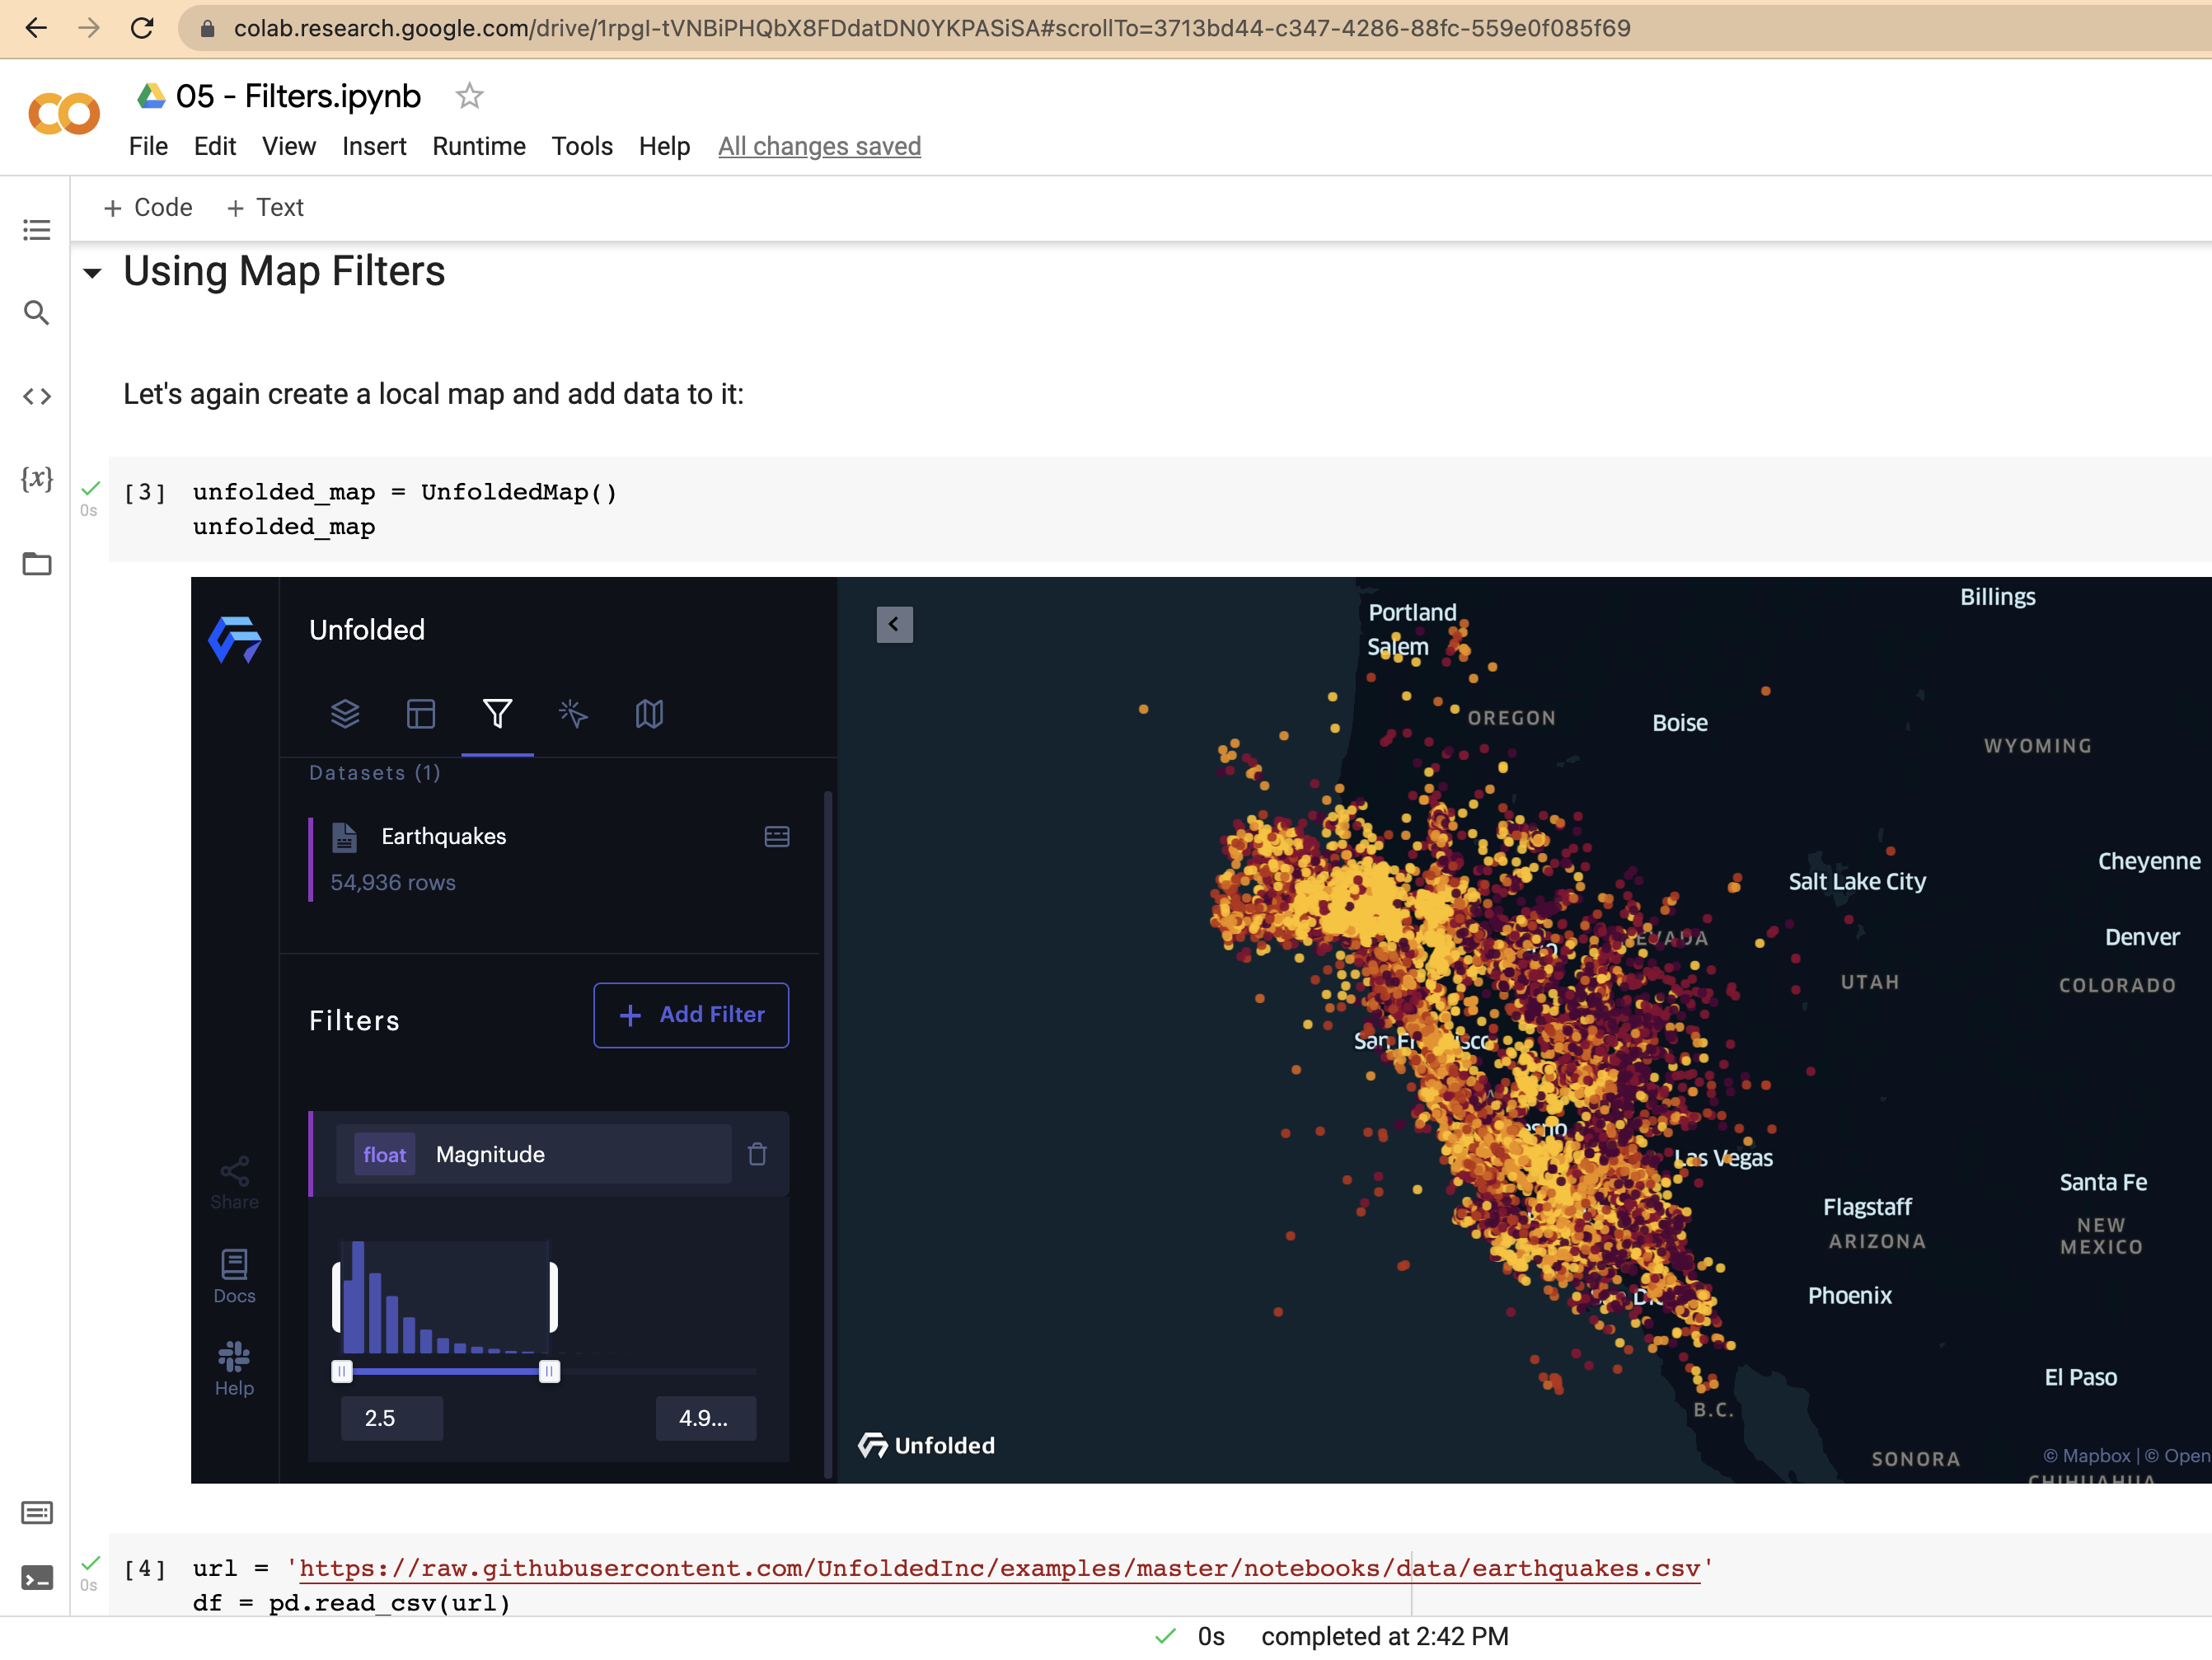 colab.research.google.com/drive/1rpgI-tVNBiPHQbX8FDdatDN0YKPASiSA#scrollTo=3713bd44-c347-4286-88fc-559e0f085f69
05 - Filters.ipynb
File Edit View Insert Runtime Tools Help All changes saved
+ Code + Text
Using Map Filters
Let's again create a local map and add data to it:
[3] unfolded_map = UnfoldedMap()
0s
unfolded_map
Unfolded
Datasets (1)
Earthquakes
54,936 rows
Filters
+ Add Filter
float Magnitude
2.5 4.9...
Share
Docs
Help
Portland
Salem
Billings
OREGON
Boise
WYOMING
Cheyenne
Salt Lake City
Denver
UTAH
COLORADO
Las Vegas
Santa Fe
Flagstaff
NEW
MEXICO
ARIZONA
Phoenix
El Paso
B.C.
SONORA
CHIHUAHUA
Unfolded
© Mapbox | © Open
[4] url = 'https://raw.githubusercontent.com/UnfoldedInc/examples/master/notebooks/data/earthquakes.csv'
0s
df = pd.read_csv(url)
0s completed at 2:42 PM